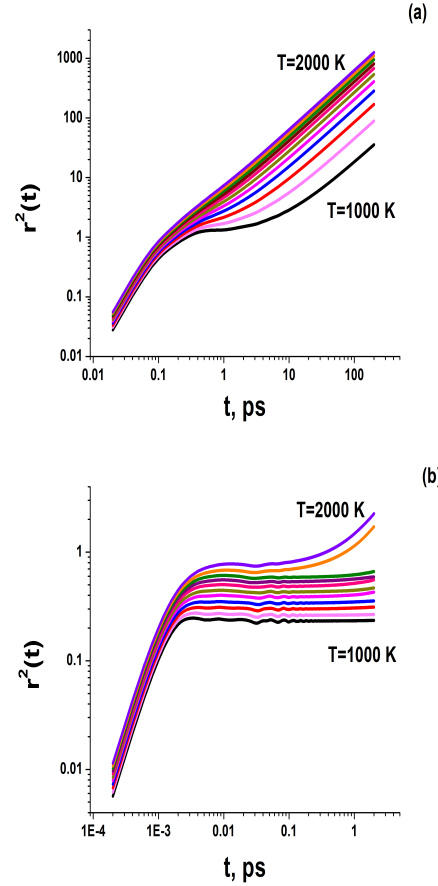 (a)
1000
100
10
1
0.1
0.01
r²(t)
T=2000 K
T=1000 K
0.01 0.1 1 10 100
t, ps
(b)
1
0.1
0.01
r²(t)
T=2000 K
T=1000 K
1E-4 1E-3 0.01 0.1 1
t, ps